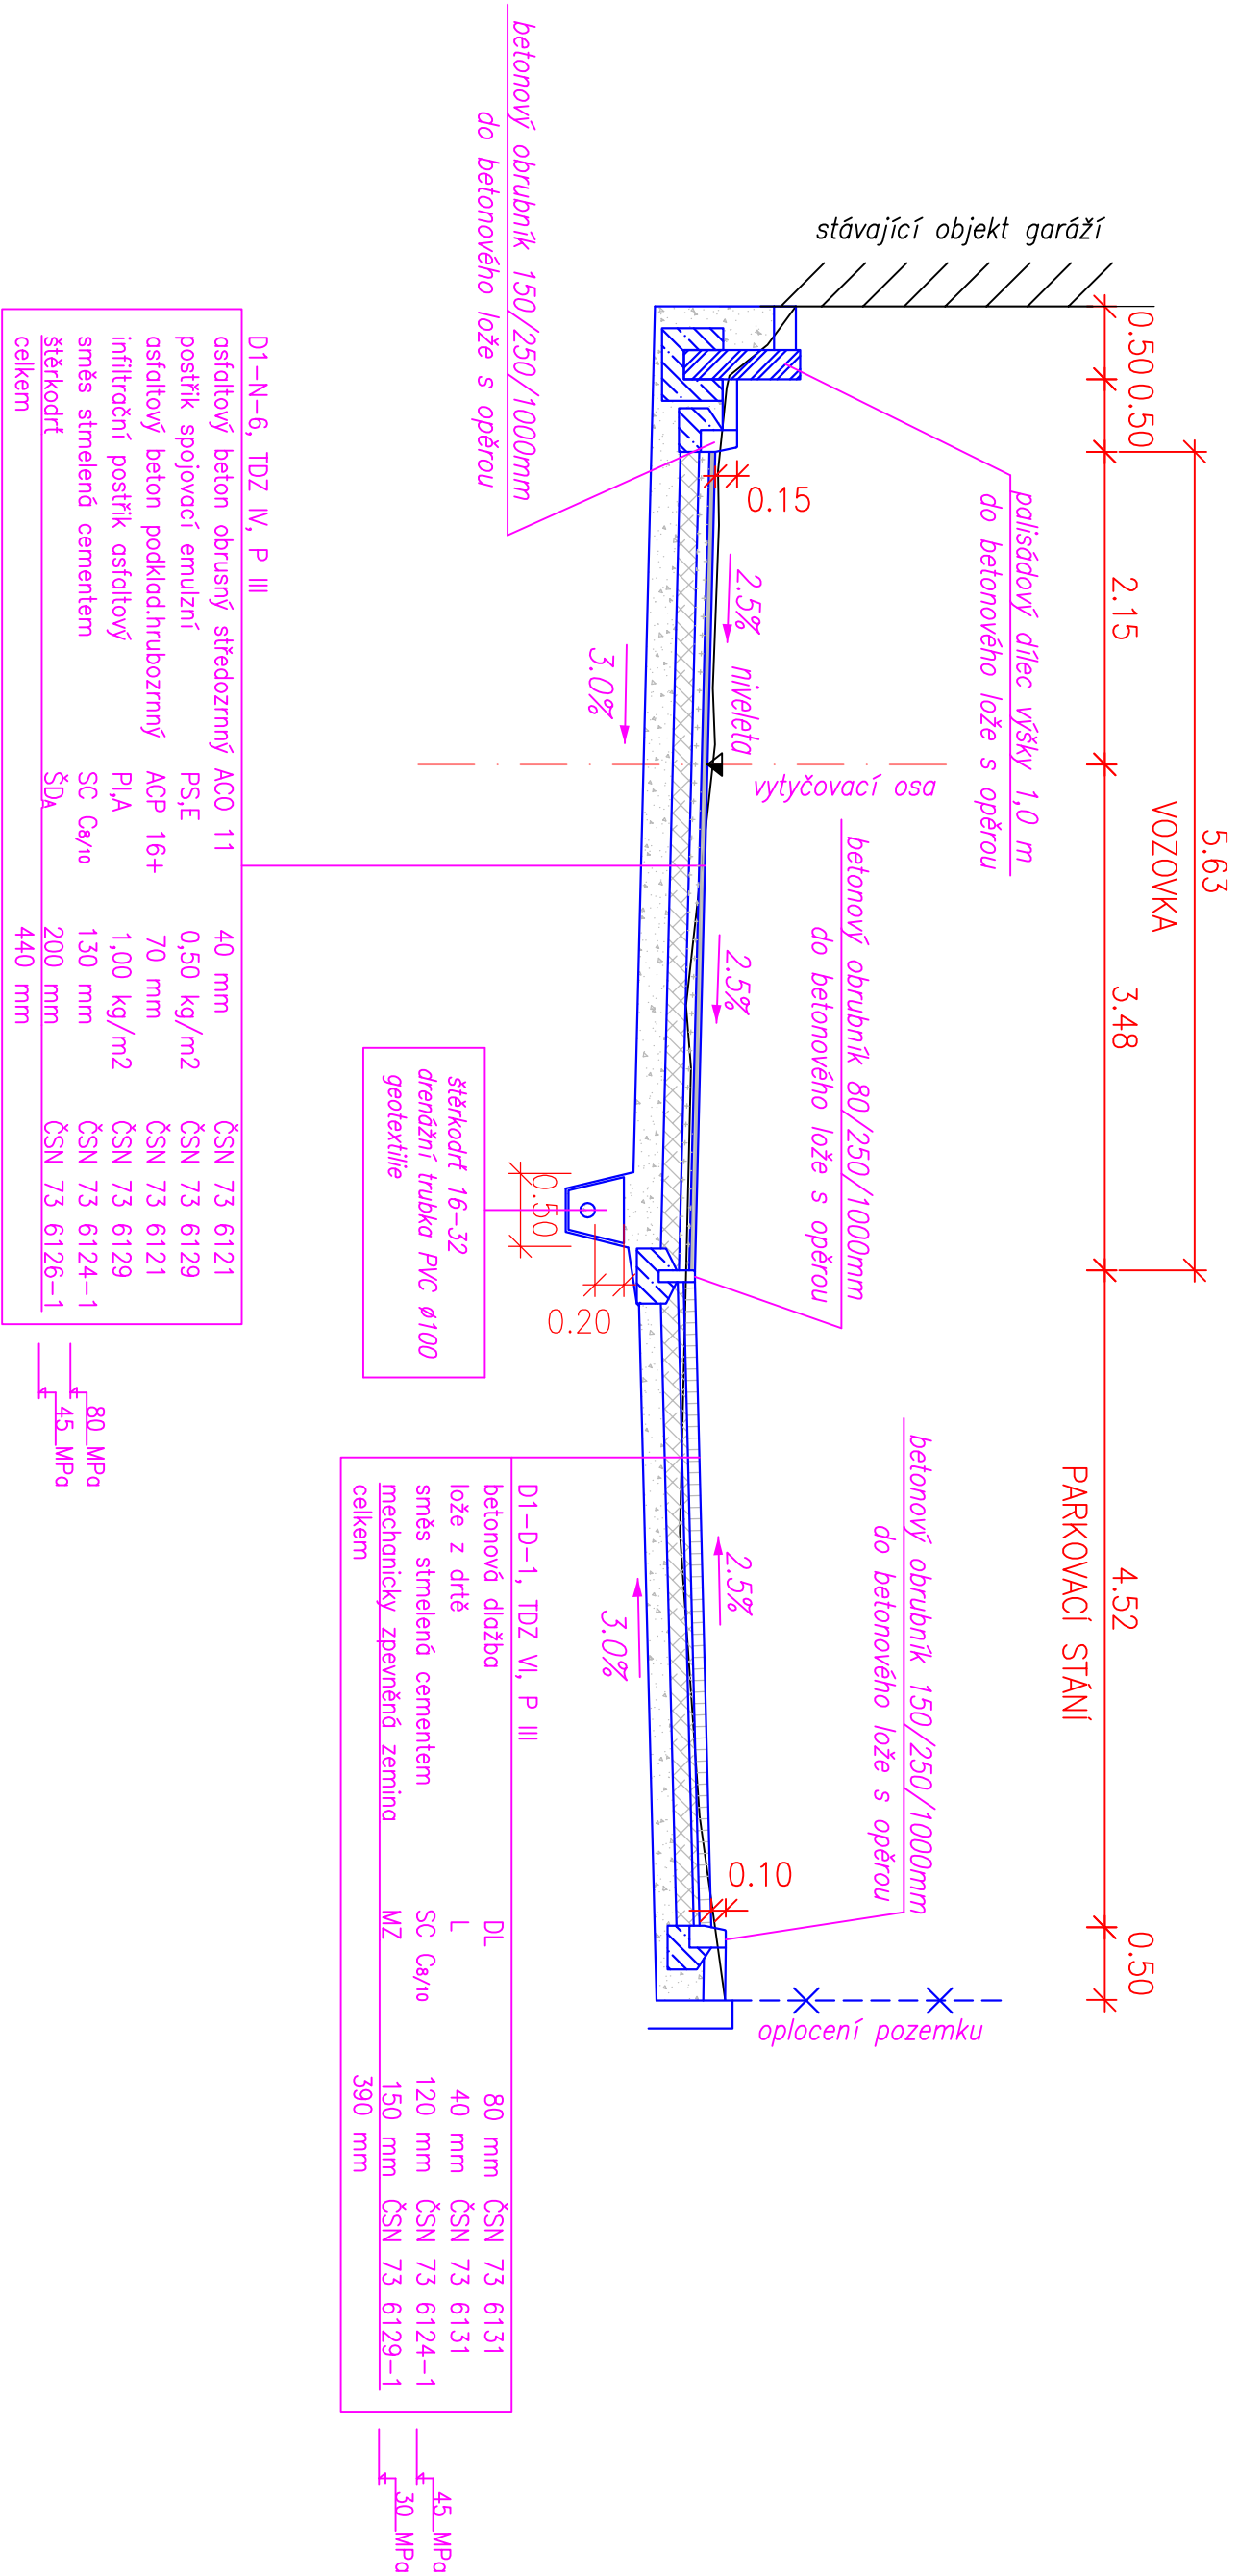 stávající objekt garáží
0.50
0.50
2.15
3.48
4.52
0.50
5.63
VOZOVKA
PARKOVACÍ STÁNÍ
palisádový dílec výšky 1,0 m
do betonového lože s opěrou
betonový obrubník 80/250/1000mm
do betonového lože s opěrou
betonový obrubník 150/250/1000mm
do betonového lože s opěrou
oplocení pozemku
0.15
2.5%
niveleta
vytyčovací osa
2.5%
2.5%
0.10
3.0%
3.0%
betonový obrubník 150/250/1000mm
do betonového lože s opěrou
0.50
0.20
štěrkodrť 16-32
drenážní trubka PVC ø100
geotextilie
D1-N-6, TDZ IV, P III
asfaltový beton obrusný středozrnný ACO 11 40 mm ČSN 73 6121
postřik spojovací emulzní PS,E 0,50 kg/m2 ČSN 73 6129
asfaltový beton podklad.hrubozrnný ACP 16+ 70 mm ČSN 73 6121
infiltrační postřik asfaltový PI,A 1,00 kg/m2 ČSN 73 6129
směs stmelená cementem SC C8/10 130 mm ČSN 73 6124-1
štěrkodrť ŠDA 200 mm ČSN 73 6126-1
celkem 440 mm
80 MPa
45 MPa
D1-D-1, TDZ VI, P III
betonová dlažba DL 80 mm ČSN 73 6131
lože z drtě L 40 mm ČSN 73 6131
směs stmelená cementem SC C8/10 120 mm ČSN 73 6124-1
mechanicky zpevněná zemina MZ 150 mm ČSN 73 6129-1
celkem 390 mm
45 MPa
30 MPa